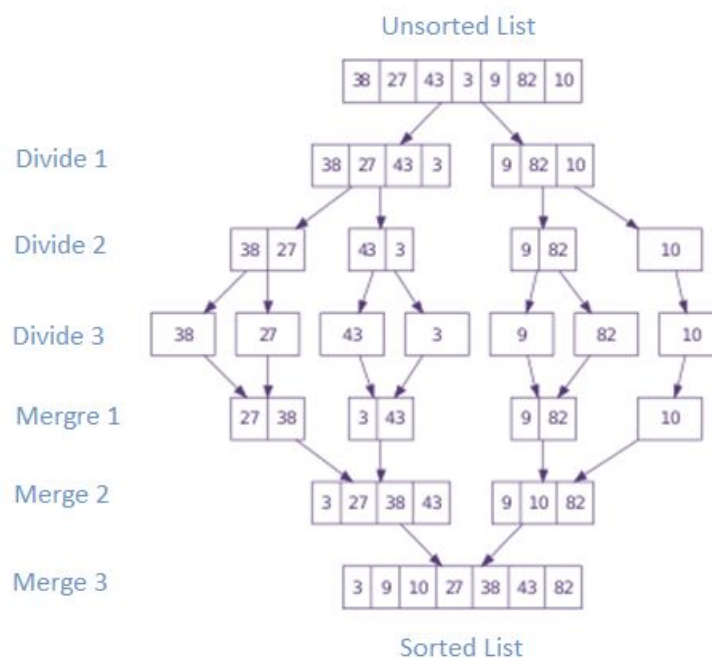 Unsorted List
38 27 43 3 9 82 10
Divide 1
38 27 43 3 9 82 10
Divide 2
38 27 43 3 9 82 10
Divide 3
38 27 43 3 9 82 10
Mergre 1
27 38 3 43 9 82 10
Merge 2
3 27 38 43 9 10 82
Merge 3
3 9 10 27 38 43 82
Sorted List